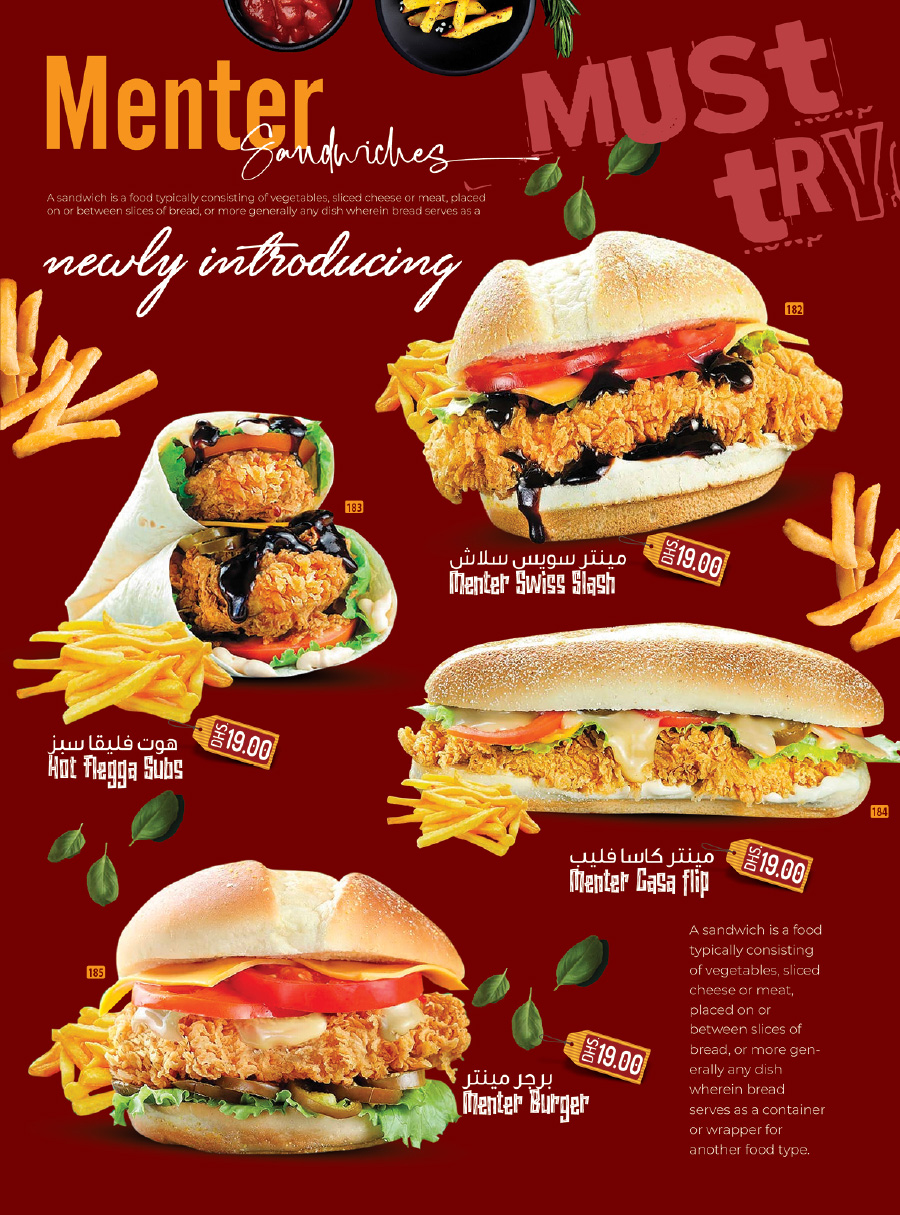 Menter
Sandwiches
MUSt
tRY
A sandwich is a food typically consisting of vegetables, sliced cheese or meat, placed
on or between slices of bread, or more generally any dish wherein bread serves as a
newly introducing
182
مينتر سويس سلاش
Menter Swiss Slash
DHS 19.00
183
هوت فليقا سبز
Hot flegga Subs
DHS 19.00
184
مينتر كاسا فليب
Menter Casa flip
DHS 19.00
185
برجر مينتر
Menter Burger
DHS 19.00
A sandwich is a food
typically consisting
of vegetables, sliced
cheese or meat,
placed on or
between slices of
bread, or more gen-
erally any dish
wherein bread
serves as a container
or wrapper for
another food type.